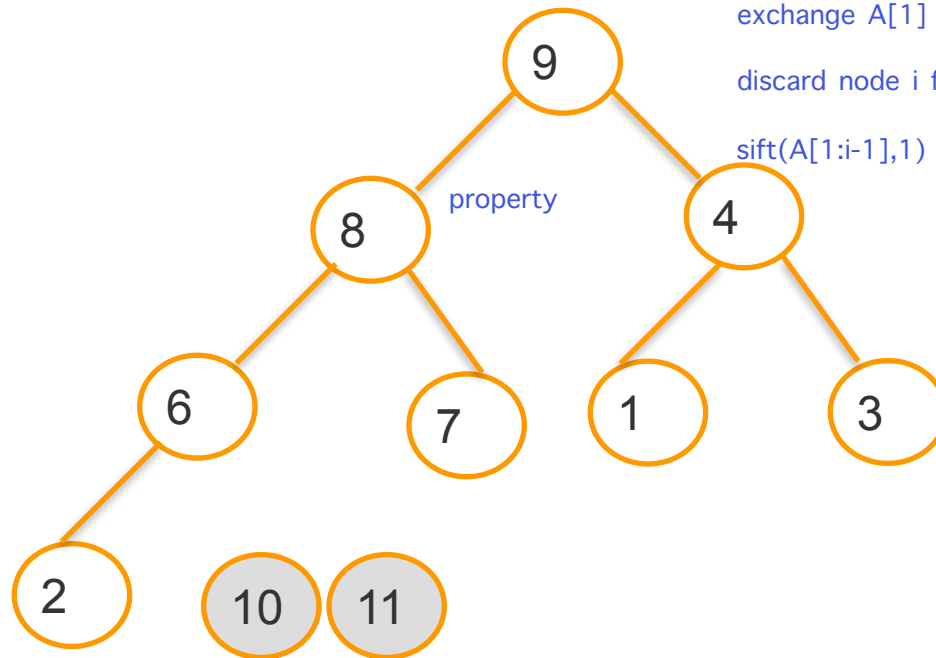 exchange A[1]
9
discard node i f
sift(A[1:i-1],1)
property
8
4
6
7
1
3
2
10
11